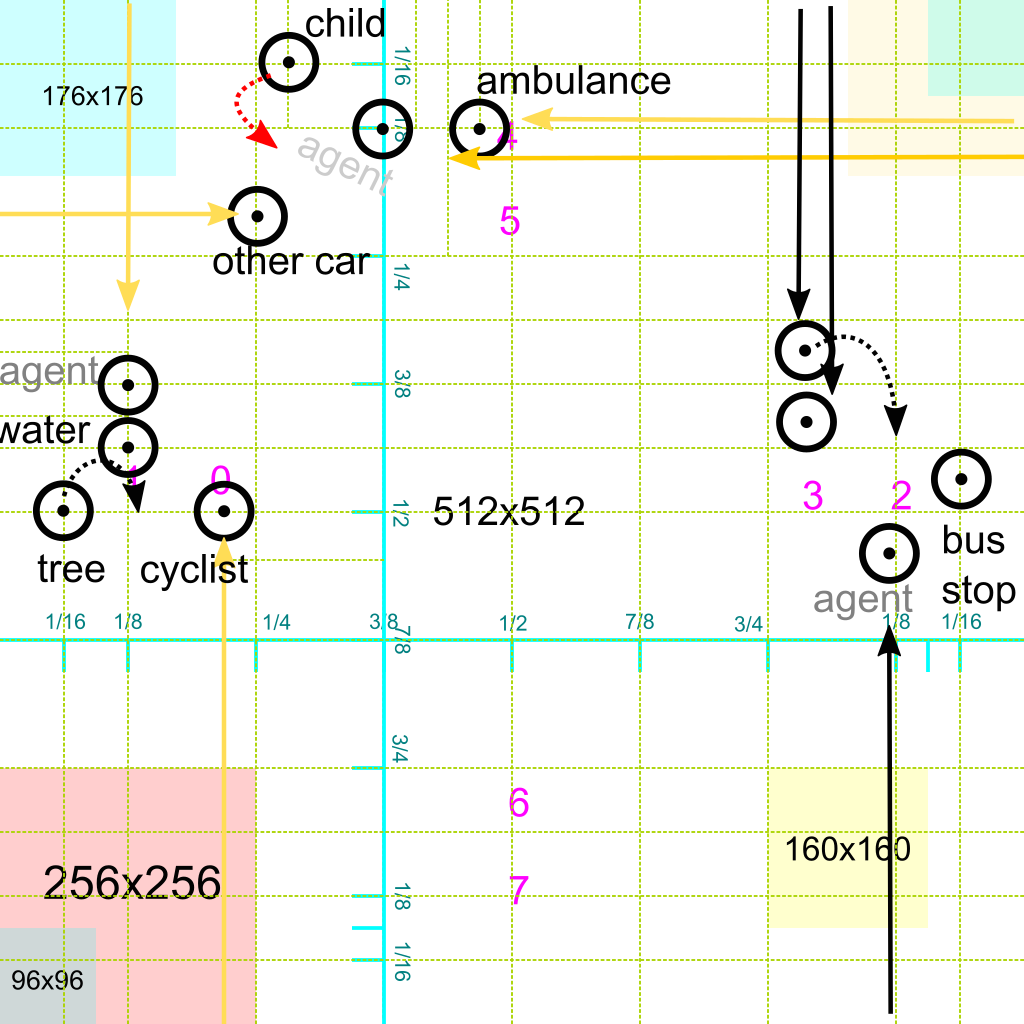 child
1/16
ambulance
176x176
1/8
4
agent
5
other car
1/4
agent
3/8
water
1
0
3
2
512x512
1/2
bus
stop
tree
cyclist
agent
1/16
1/8
1/4
3/8
1/2
7/8
3/4
1/8
1/16
7/8
3/4
6
160x160
256x256
7
1/8
1/16
96x96